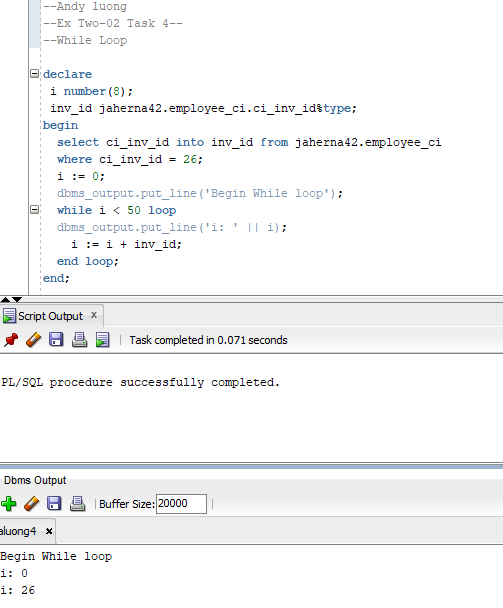 --Andy luong
--Ex Two-02 Task 4--
--While Loop
declare
i number(8);
inv_id jaherna42.employee_ci.ci_inv_id%type;
begin
select ci_inv_id into inv_id from jaherna42.employee_ci
where ci_inv_id = 26;
i := 0;
dbms_output.put_line('Begin While loop');
while i < 50 loop
dbms_output.put_line('i: ' || i);
i := i + inv_id;
end loop;
end;
Script Output x
Task completed in 0.071 seconds
PL/SQL procedure successfully completed.
Dbms Output
Buffer Size: 20000
aluong4 x
Begin While loop
i: 0
i: 26